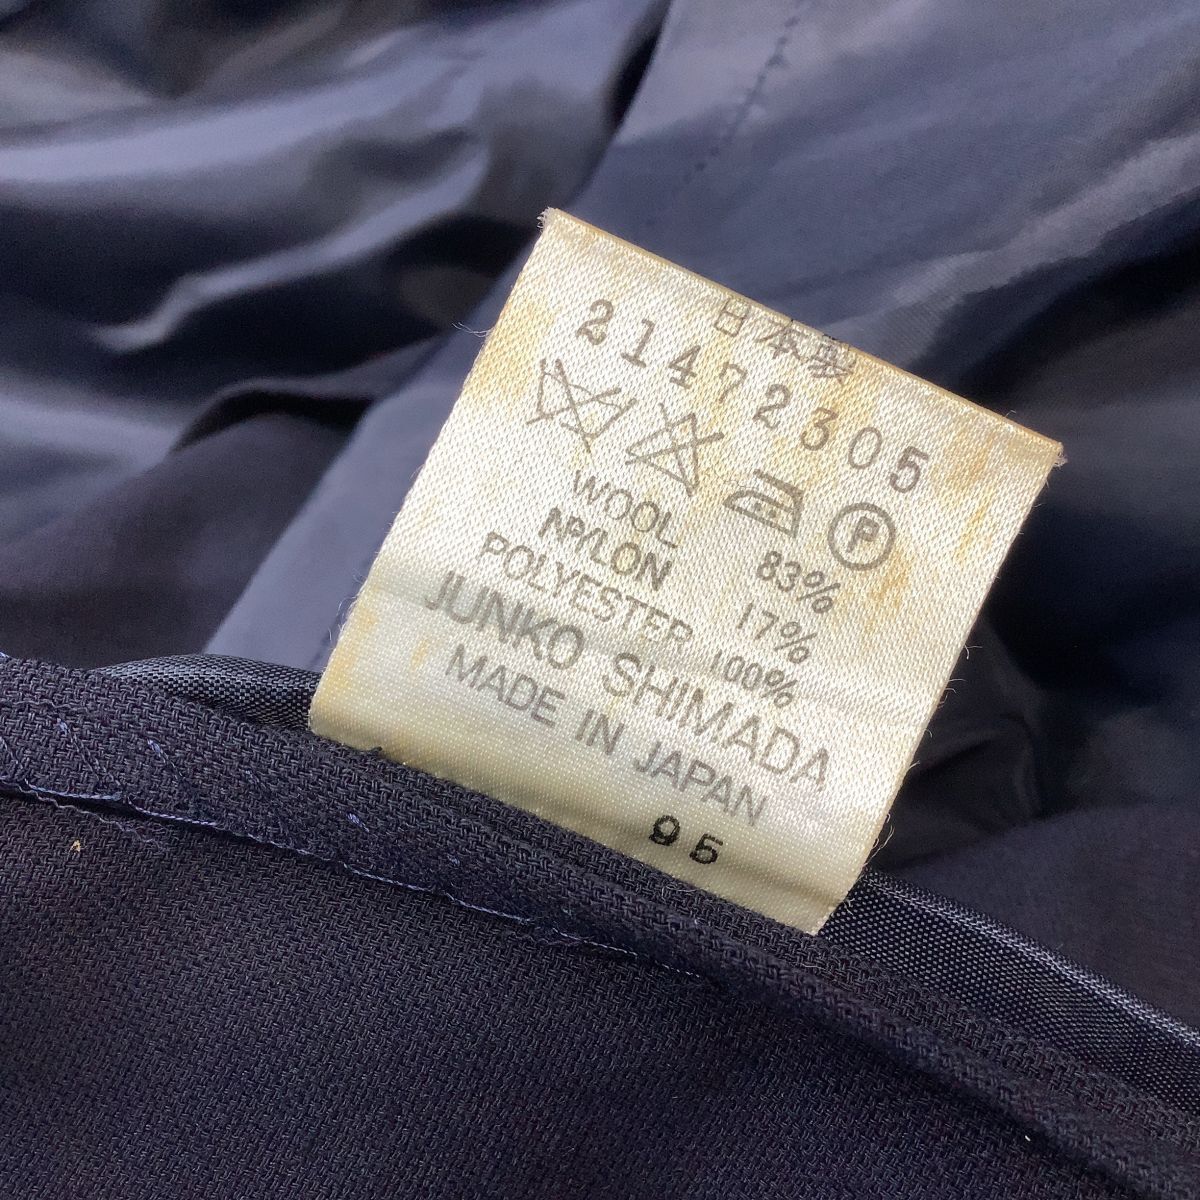 日本製
21472305
P
WOOL 83%
NYLON 17%
POLYESTER 100%
JUNKO SHIMADA
MADE IN JAPAN
95